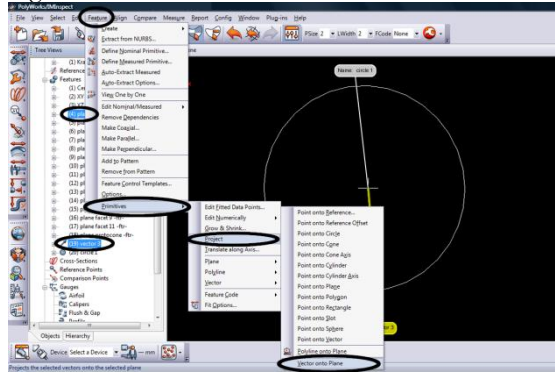 PolyWorks/IMInspect
File View Select Edit Feature Align Compare Measure Report Config Window Plug-ins Help
PSize 2 LWidth 2 FCode None
Tree Views
Reference
Features
Create
Extract from NURBS...
Define Nominal Primitive...
Define Measured Primitive...
Auto-Extract Measured
Auto-Extract Options...
View One by One
Edit Nominal/Measured
Remove Dependencies
Make Coaxial...
Make Parallel...
Make Perpendicular...
Add to Pattern
Remove from Pattern
Feature Control Templates...
Options...
Primitives
(16) plane facet 9 -ftr-
(17) plane facet 11 -ftr-
Cross-Sections
Reference Points
Comparison Points
Gauges
Airfoil
Calipers
Flush & Gap
Profile
Objects Hierarchy
Edit Fitted Data Points...
Edit Numerically
Grow & Shrink...
Project
Translate along Axis...
Plane
Polyline
Vector
Feature Code
Fit Options...
Point onto Reference...
Point onto Reference Offset
Point onto Circle
Point onto Cone
Point onto Cone Axis
Point onto Cylinder
Point onto Cylinder Axis
Point onto Plane
Point onto Polygon
Point onto Rectangle
Point onto Slot
Point onto Sphere
Point onto Vector
Polyline onto Plane
Vector onto Plane
Name: circle 1
Device Select a Device mm
Projects the selected vectors onto the selected plane